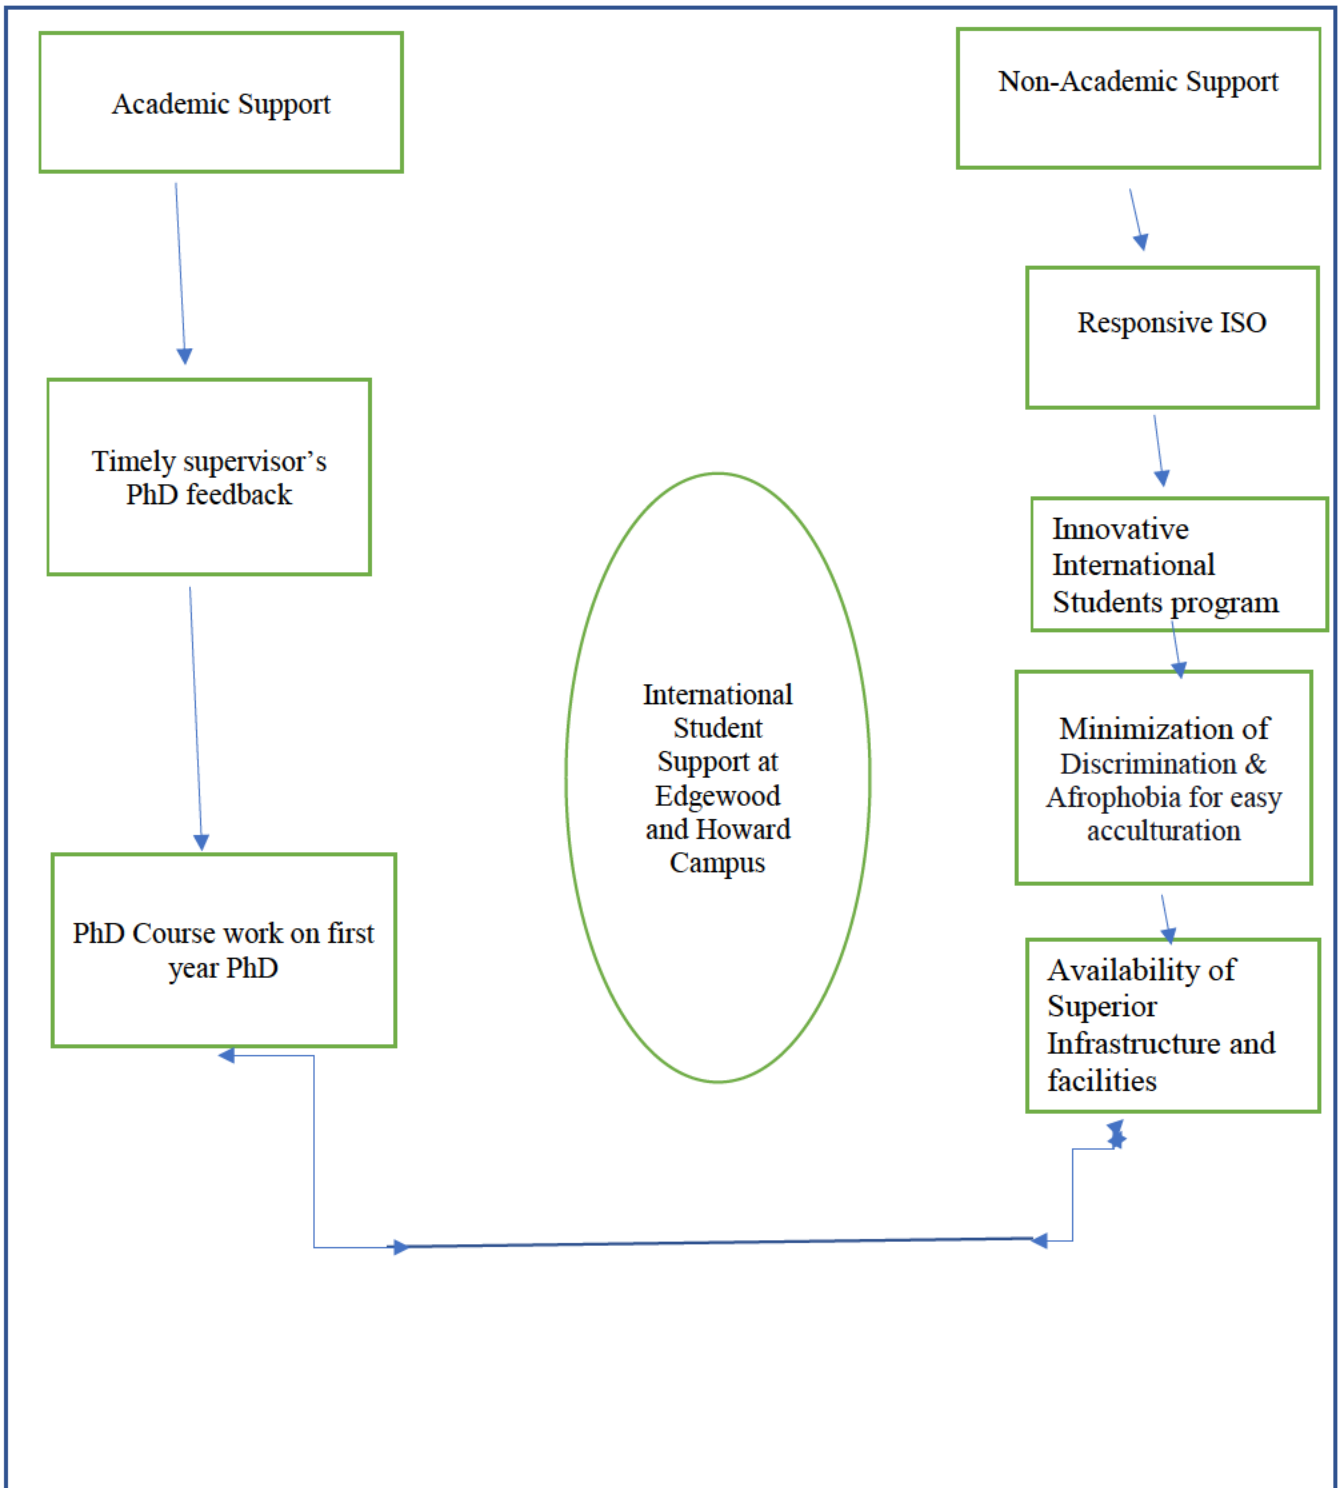 Academic Support
Non-Academic Support
Responsive ISO
Timely supervisor’s
PhD feedback
Innovative
International
Students program
International
Student
Support at
Edgewood
and Howard
Campus
Minimization of
Discrimination &
Afrophobia for easy
acculturation
PhD Course work on first
year PhD
Availability of
Superior
Infrastructure and
facilities